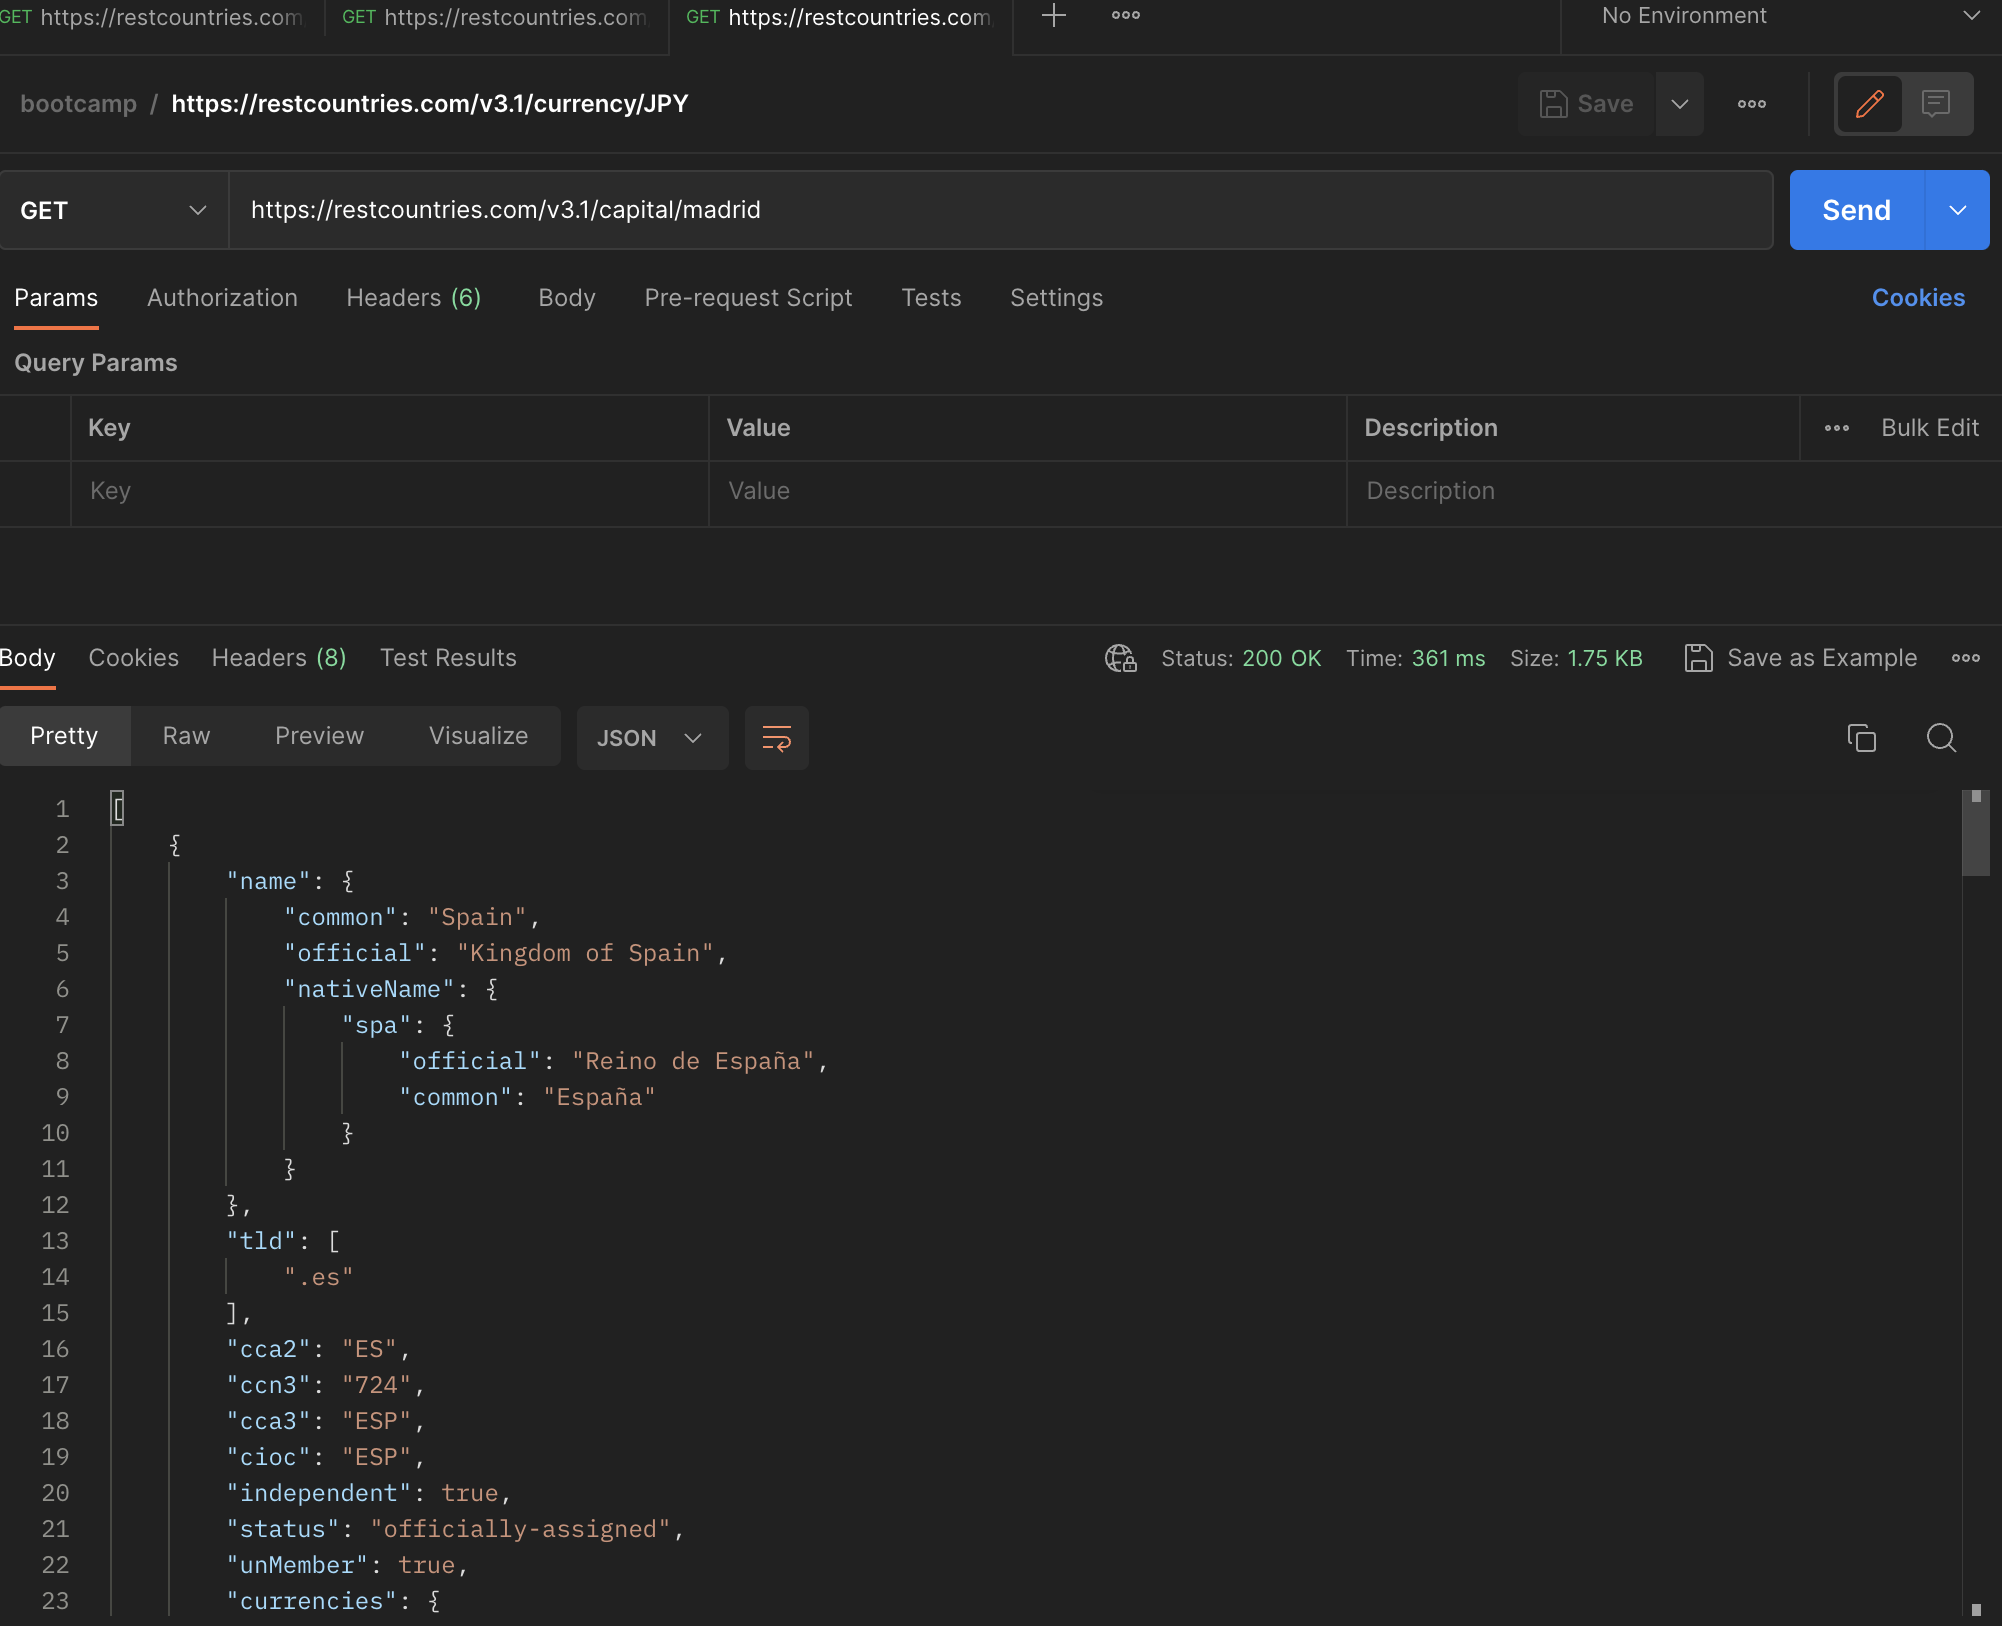 GET https://restcountries.com GET https://restcountries.com GET https://restcountries.com No Environment
bootcamp / https://restcountries.com/v3.1/currency/JPY Save
GET https://restcountries.com/v3.1/capital/madrid Send
Params Authorization Headers (6) Body Pre-request Script Tests Settings Cookies
Query Params
Key Value Description Bulk Edit
Key Value Description
Body Cookies Headers (8) Test Results Status: 200 OK Time: 361 ms Size: 1.75 KB Save as Example
Pretty Raw Preview Visualize JSON
1 [
2 {
3 "name": {
4 "common": "Spain",
5 "official": "Kingdom of Spain",
6 "nativeName": {
7 "spa": {
8 "official": "Reino de España",
9 "common": "España"
10 }
11 }
12 },
13 "tld": [
14 ".es"
15 ],
16 "cca2": "ES",
17 "ccn3": "724",
18 "cca3": "ESP",
19 "cioc": "ESP",
20 "independent": true,
21 "status": "officially-assigned",
22 "unMember": true,
23 "currencies": {